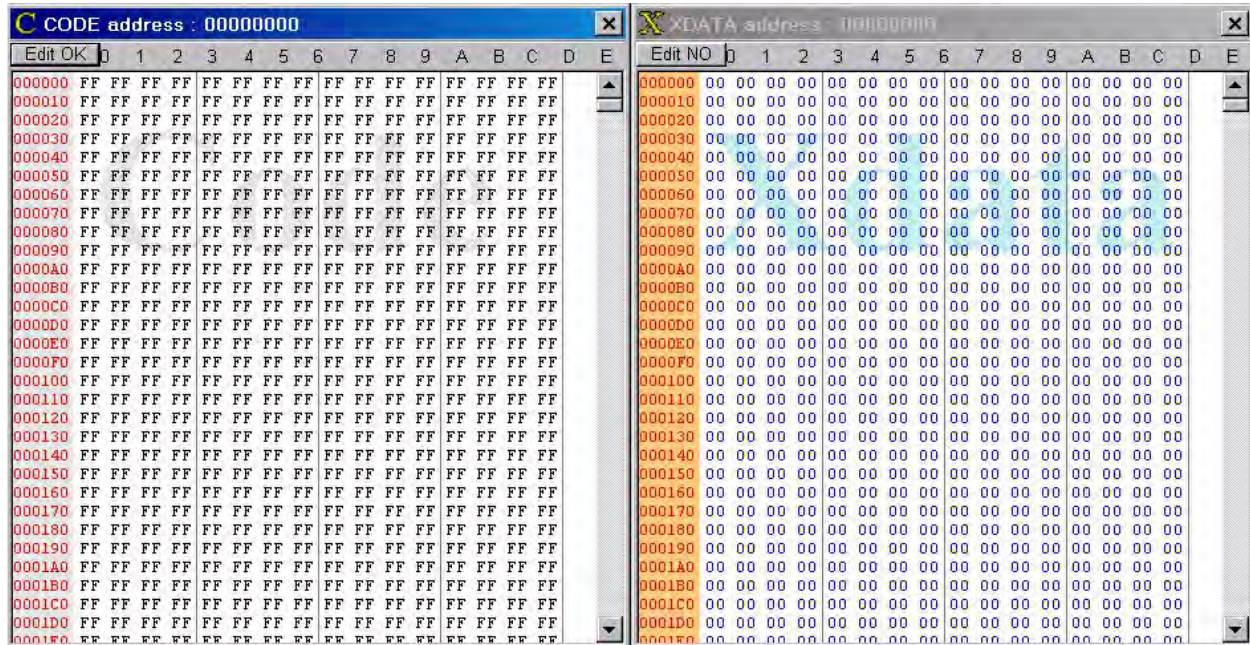 C CODE address : 00000000
Edit OK 0 1 2 3 4 5 6 7 8 9 A B C D E
000000 FF FF FF FF FF FF FF FF FF FF FF FF FF FF FF FF
000010 FF FF FF FF FF FF FF FF FF FF FF FF FF FF FF FF
000020 FF FF FF FF FF FF FF FF FF FF FF FF FF FF FF FF
000030 FF FF FF FF FF FF FF FF FF FF FF FF FF FF FF FF
000040 FF FF FF FF FF FF FF FF FF FF FF FF FF FF FF FF
000050 FF FF FF FF FF FF FF FF FF FF FF FF FF FF FF FF
000060 FF FF FF FF FF FF FF FF FF FF FF FF FF FF FF FF
000070 FF FF FF FF FF FF FF FF FF FF FF FF FF FF FF FF
000080 FF FF FF FF FF FF FF FF FF FF FF FF FF FF FF FF
000090 FF FF FF FF FF FF FF FF FF FF FF FF FF FF FF FF
0000A0 FF FF FF FF FF FF FF FF FF FF FF FF FF FF FF FF
0000B0 FF FF FF FF FF FF FF FF FF FF FF FF FF FF FF FF
0000C0 FF FF FF FF FF FF FF FF FF FF FF FF FF FF FF FF
0000D0 FF FF FF FF FF FF FF FF FF FF FF FF FF FF FF FF
0000E0 FF FF FF FF FF FF FF FF FF FF FF FF FF FF FF FF
0000F0 FF FF FF FF FF FF FF FF FF FF FF FF FF FF FF FF
000100 FF FF FF FF FF FF FF FF FF FF FF FF FF FF FF FF
000110 FF FF FF FF FF FF FF FF FF FF FF FF FF FF FF FF
000120 FF FF FF FF FF FF FF FF FF FF FF FF FF FF FF FF
000130 FF FF FF FF FF FF FF FF FF FF FF FF FF FF FF FF
000140 FF FF FF FF FF FF FF FF FF FF FF FF FF FF FF FF
000150 FF FF FF FF FF FF FF FF FF FF FF FF FF FF FF FF
000160 FF FF FF FF FF FF FF FF FF FF FF FF FF FF FF FF
000170 FF FF FF FF FF FF FF FF FF FF FF FF FF FF FF FF
000180 FF FF FF FF FF FF FF FF FF FF FF FF FF FF FF FF
000190 FF FF FF FF FF FF FF FF FF FF FF FF FF FF FF FF
0001A0 FF FF FF FF FF FF FF FF FF FF FF FF FF FF FF FF
0001B0 FF FF FF FF FF FF FF FF FF FF FF FF FF FF FF FF
0001C0 FF FF FF FF FF FF FF FF FF FF FF FF FF FF FF FF
0001D0 FF FF FF FF FF FF FF FF FF FF FF FF FF FF FF FF
Code
X XDATA address : 00000000
Edit NO 0 1 2 3 4 5 6 7 8 9 A B C D E
000000 00 00 00 00 00 00 00 00 00 00 00 00 00 00 00 00
000010 00 00 00 00 00 00 00 00 00 00 00 00 00 00 00 00
000020 00 00 00 00 00 00 00 00 00 00 00 00 00 00 00 00
000030 00 00 00 00 00 00 00 00 00 00 00 00 00 00 00 00
000040 00 00 00 00 00 00 00 00 00 00 00 00 00 00 00 00
000050 00 00 00 00 00 00 00 00 00 00 00 00 00 00 00 00
000060 00 00 00 00 00 00 00 00 00 00 00 00 00 00 00 00
000070 00 00 00 00 00 00 00 00 00 00 00 00 00 00 00 00
000080 00 00 00 00 00 00 00 00 00 00 00 00 00 00 00 00
000090 00 00 00 00 00 00 00 00 00 00 00 00 00 00 00 00
0000A0 00 00 00 00 00 00 00 00 00 00 00 00 00 00 00 00
0000B0 00 00 00 00 00 00 00 00 00 00 00 00 00 00 00 00
0000C0 00 00 00 00 00 00 00 00 00 00 00 00 00 00 00 00
0000D0 00 00 00 00 00 00 00 00 00 00 00 00 00 00 00 00
0000E0 00 00 00 00 00 00 00 00 00 00 00 00 00 00 00 00
0000F0 00 00 00 00 00 00 00 00 00 00 00 00 00 00 00 00
000100 00 00 00 00 00 00 00 00 00 00 00 00 00 00 00 00
000110 00 00 00 00 00 00 00 00 00 00 00 00 00 00 00 00
000120 00 00 00 00 00 00 00 00 00 00 00 00 00 00 00 00
000130 00 00 00 00 00 00 00 00 00 00 00 00 00 00 00 00
000140 00 00 00 00 00 00 00 00 00 00 00 00 00 00 00 00
000150 00 00 00 00 00 00 00 00 00 00 00 00 00 00 00 00
000160 00 00 00 00 00 00 00 00 00 00 00 00 00 00 00 00
000170 00 00 00 00 00 00 00 00 00 00 00 00 00 00 00 00
000180 00 00 00 00 00 00 00 00 00 00 00 00 00 00 00 00
000190 00 00 00 00 00 00 00 00 00 00 00 00 00 00 00 00
0001A0 00 00 00 00 00 00 00 00 00 00 00 00 00 00 00 00
0001B0 00 00 00 00 00 00 00 00 00 00 00 00 00 00 00 00
0001C0 00 00 00 00 00 00 00 00 00 00 00 00 00 00 00 00
0001D0 00 00 00 00 00 00 00 00 00 00 00 00 00 00 00 00
Xdata